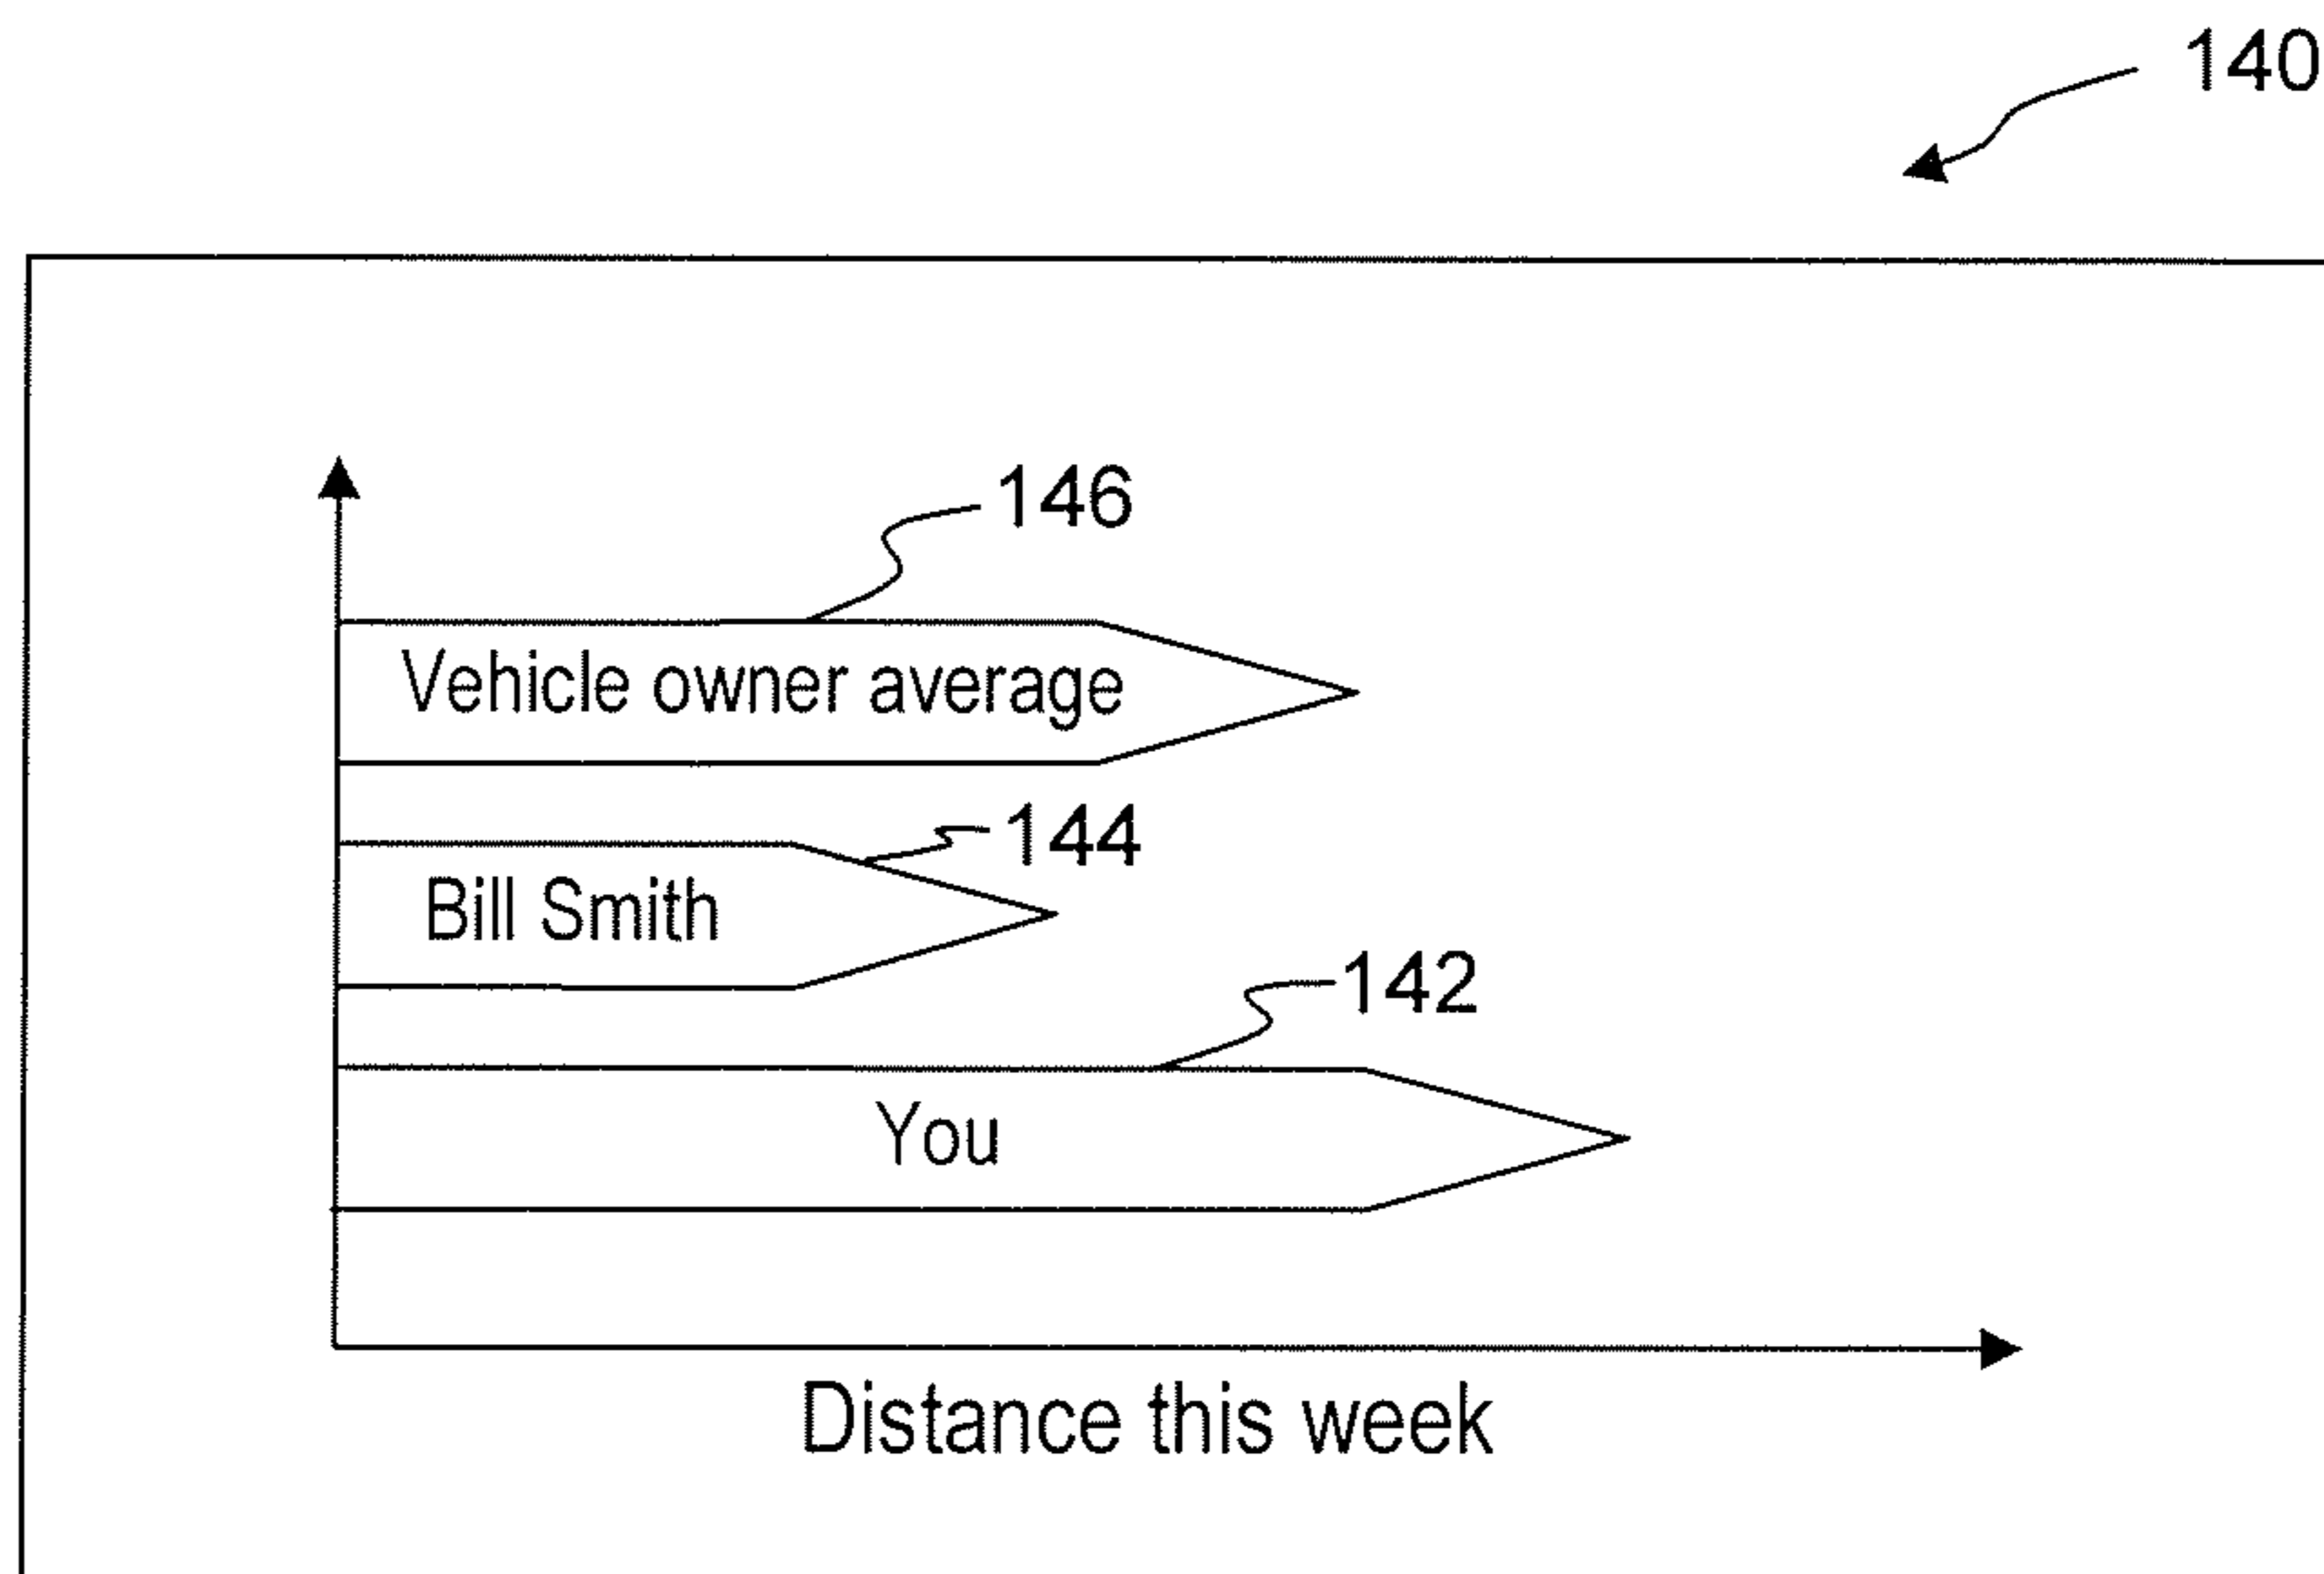 140
146
Vehicle owner average
144
Bill Smith
142
You
Distance this week